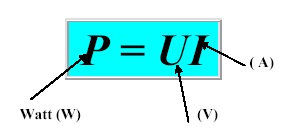 P = UI
( A)
Watt (W)
(V)